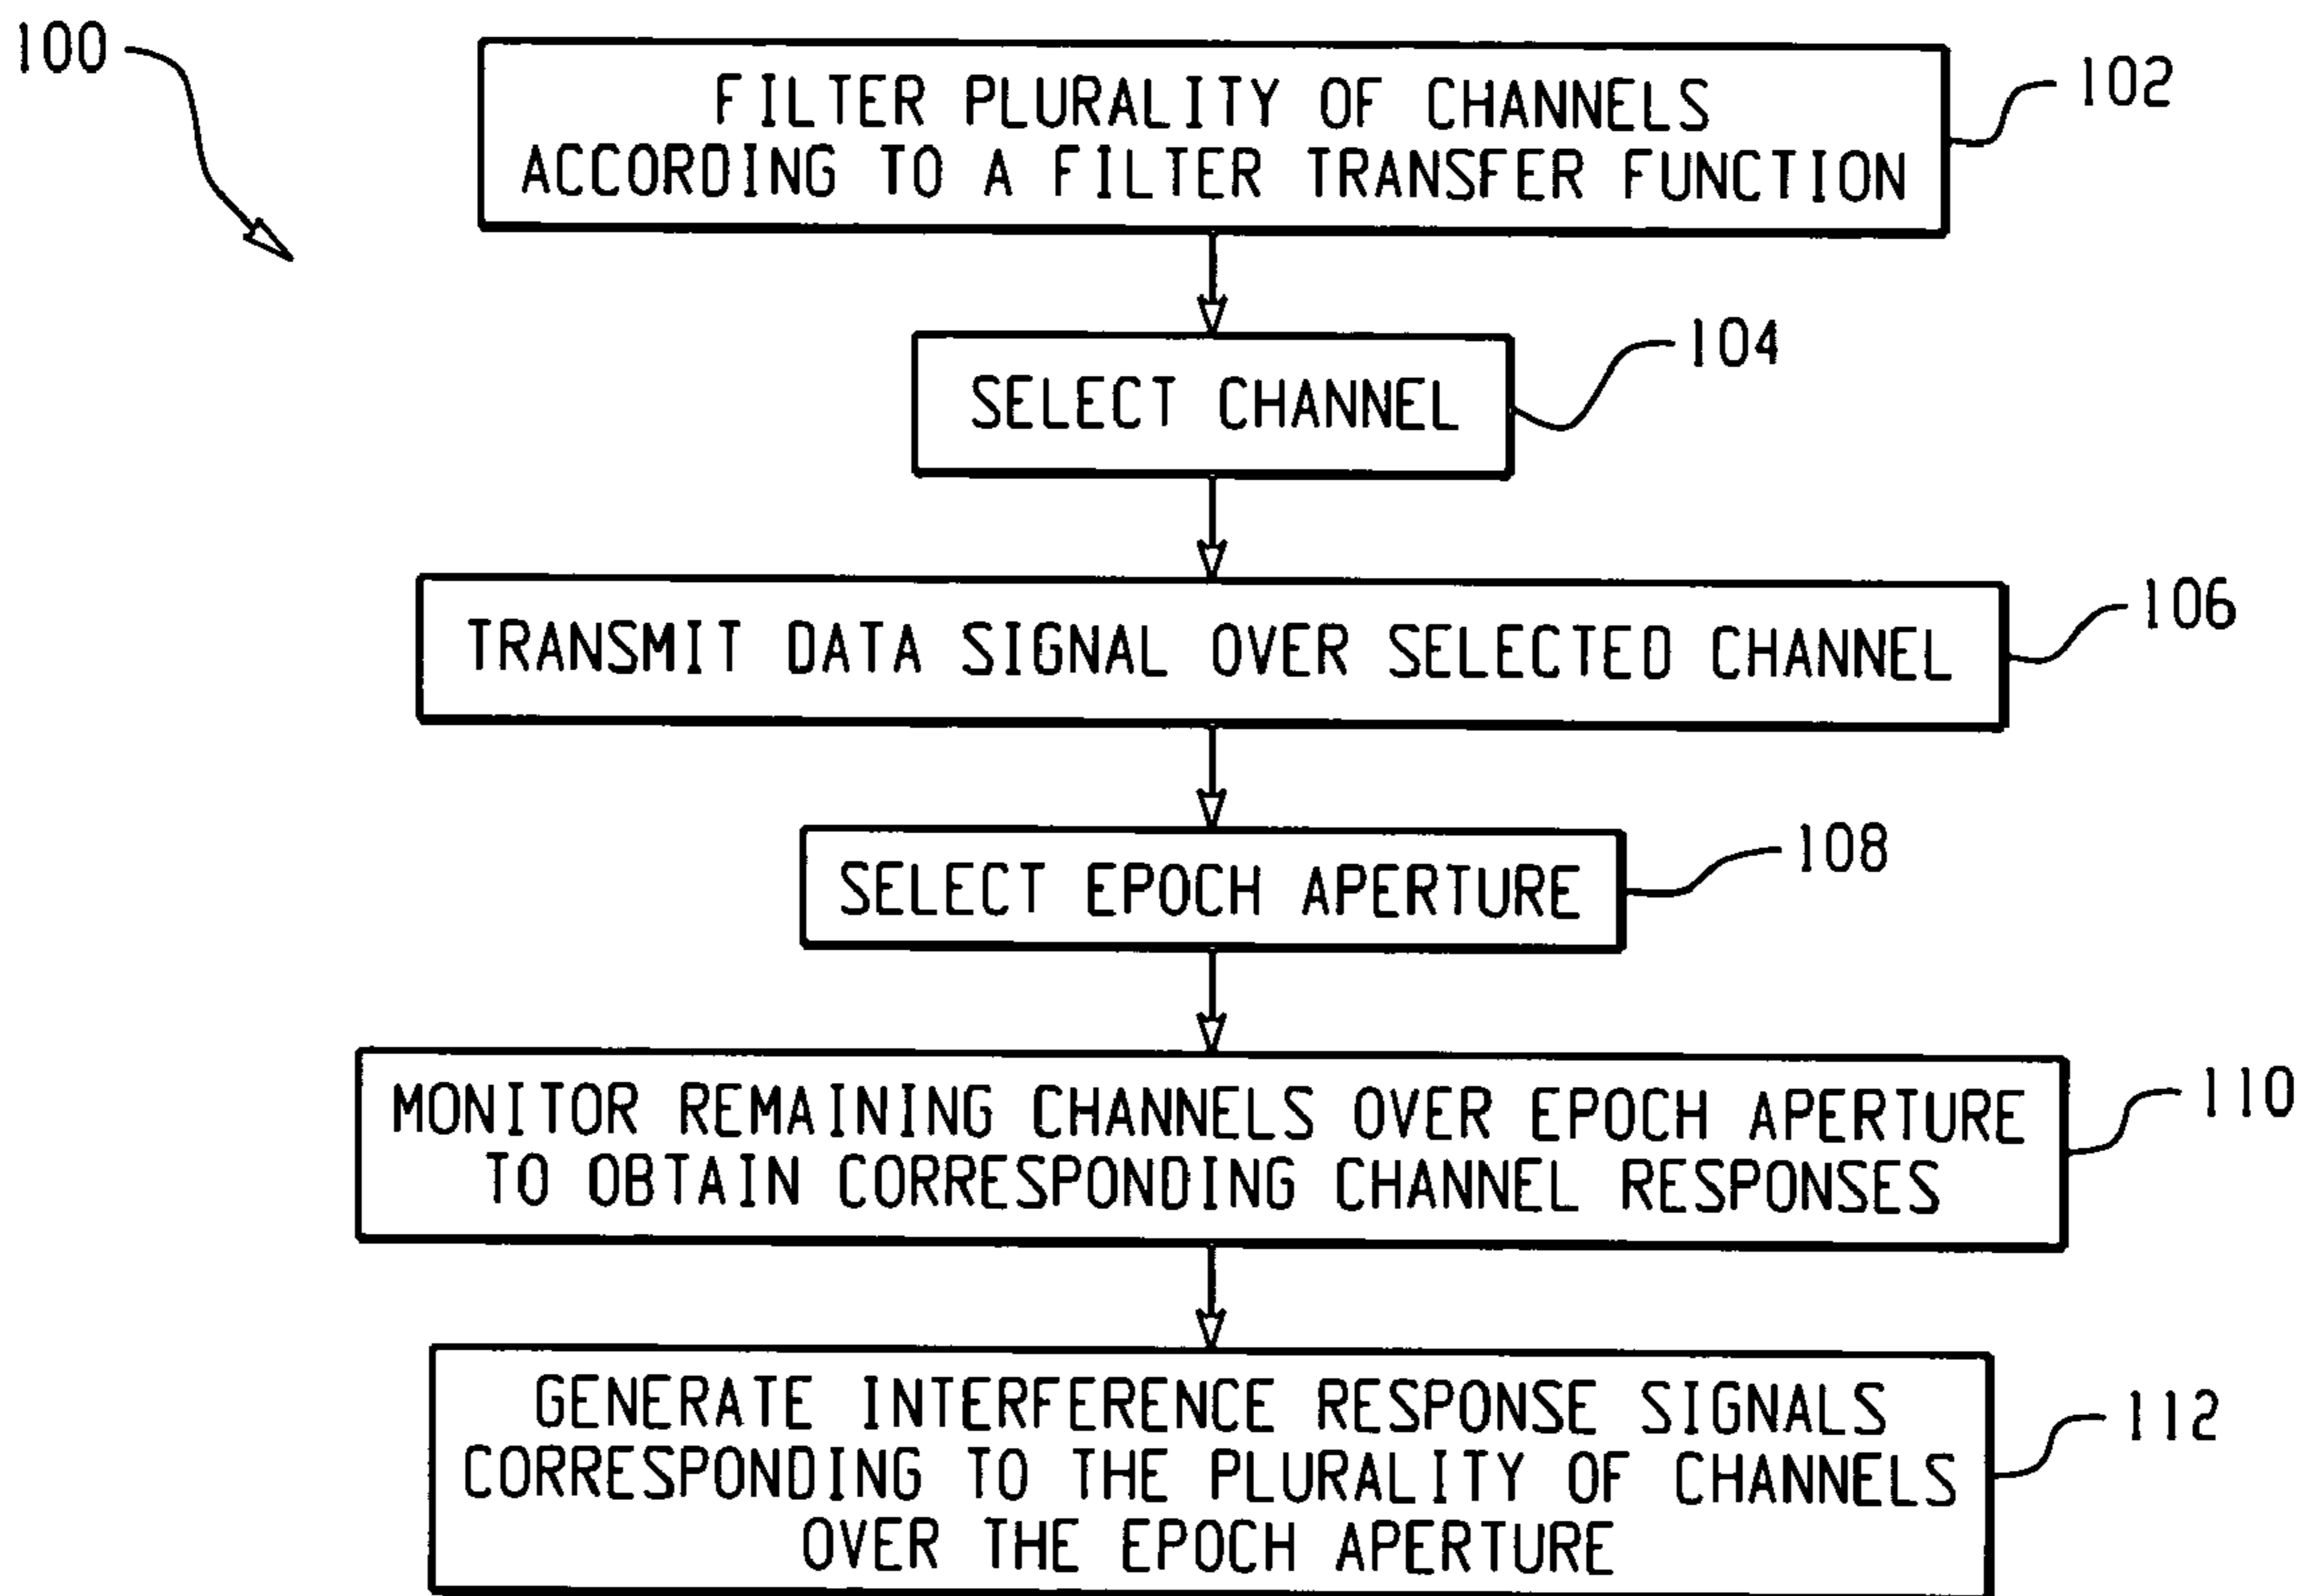 100
FILTER PLURALITY OF CHANNELS
ACCORDING TO A FILTER TRANSFER FUNCTION
102
SELECT CHANNEL
104
TRANSMIT DATA SIGNAL OVER SELECTED CHANNEL
106
SELECT EPOCH APERTURE
108
MONITOR REMAINING CHANNELS OVER EPOCH APERTURE
TO OBTAIN CORRESPONDING CHANNEL RESPONSES
110
GENERATE INTERFERENCE RESPONSE SIGNALS
CORRESPONDING TO THE PLURALITY OF CHANNELS
OVER THE EPOCH APERTURE
112